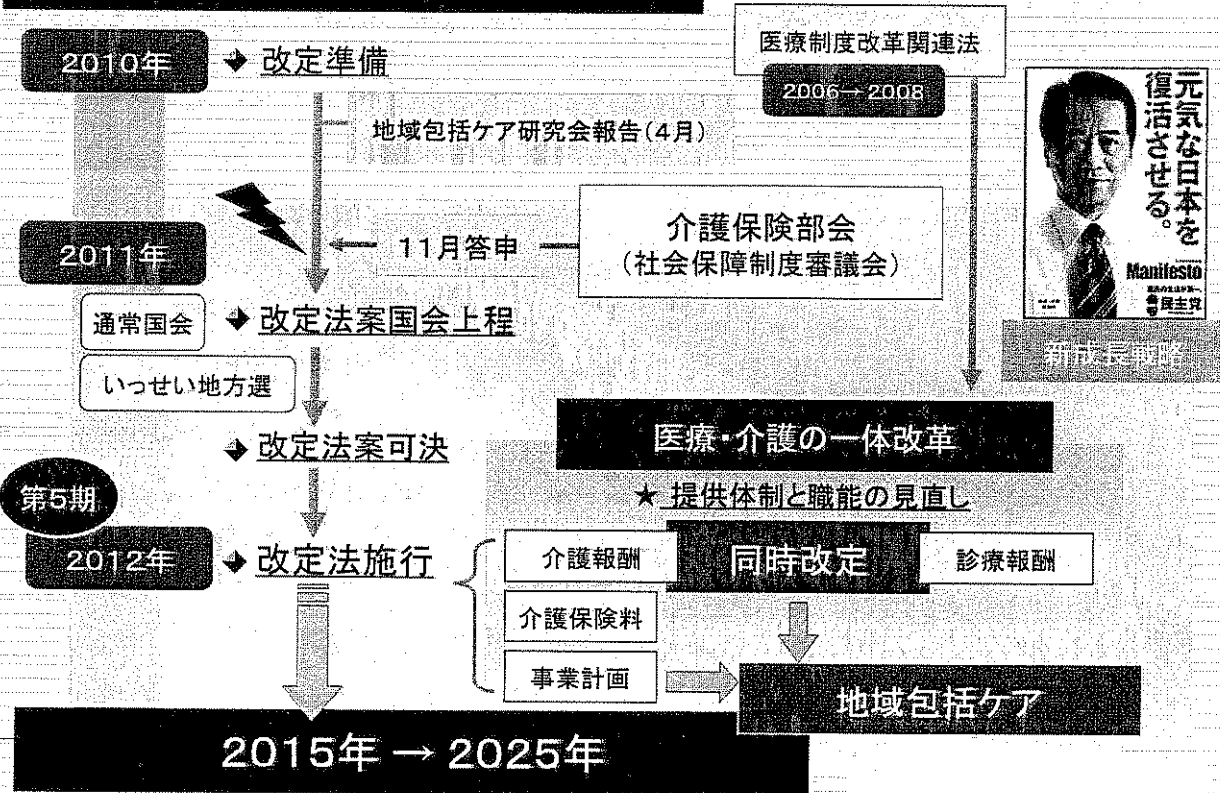 2010年
改定準備
医療制度改革関連法
2006→2008
地域包括ケア研究会報告(4月)
元気な日本を
復活させる。
2011年
11月答申
介護保険部会
(社会保障制度審議会)
Manifesto
民主党
新成長戦略
通常国会
改定法案国会上程
いっせい地方選
改定法案可決
医療・介護の一体改革
★ 提供体制と職能の見直し
第5期
2012年
改定法施行
介護報酬
同時改定
診療報酬
介護保険料
事業計画
地域包括ケア
2015年 → 2025年